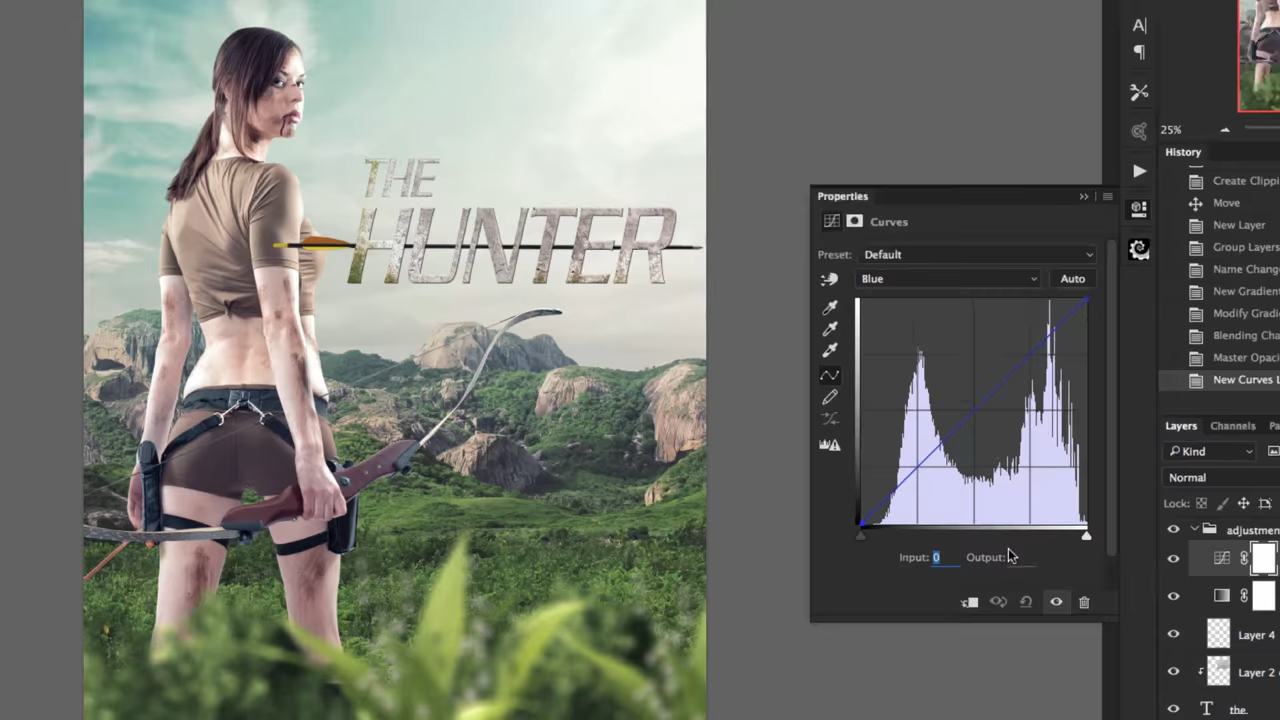 THE
HUNTER
A|
25%
History
Create Clippi
Move
New Layer
Group Layers
Name Chang
New Gradien
Modify Gradi
Blending Cha
Master Opaci
New Curves L
Properties
Curves
Preset: Default
Blue
Auto
Input: 0 Output:
Layers Channels Pa
Kind
Normal
Lock:
adjustmen
Layer 4
Layer 2 c
T the.